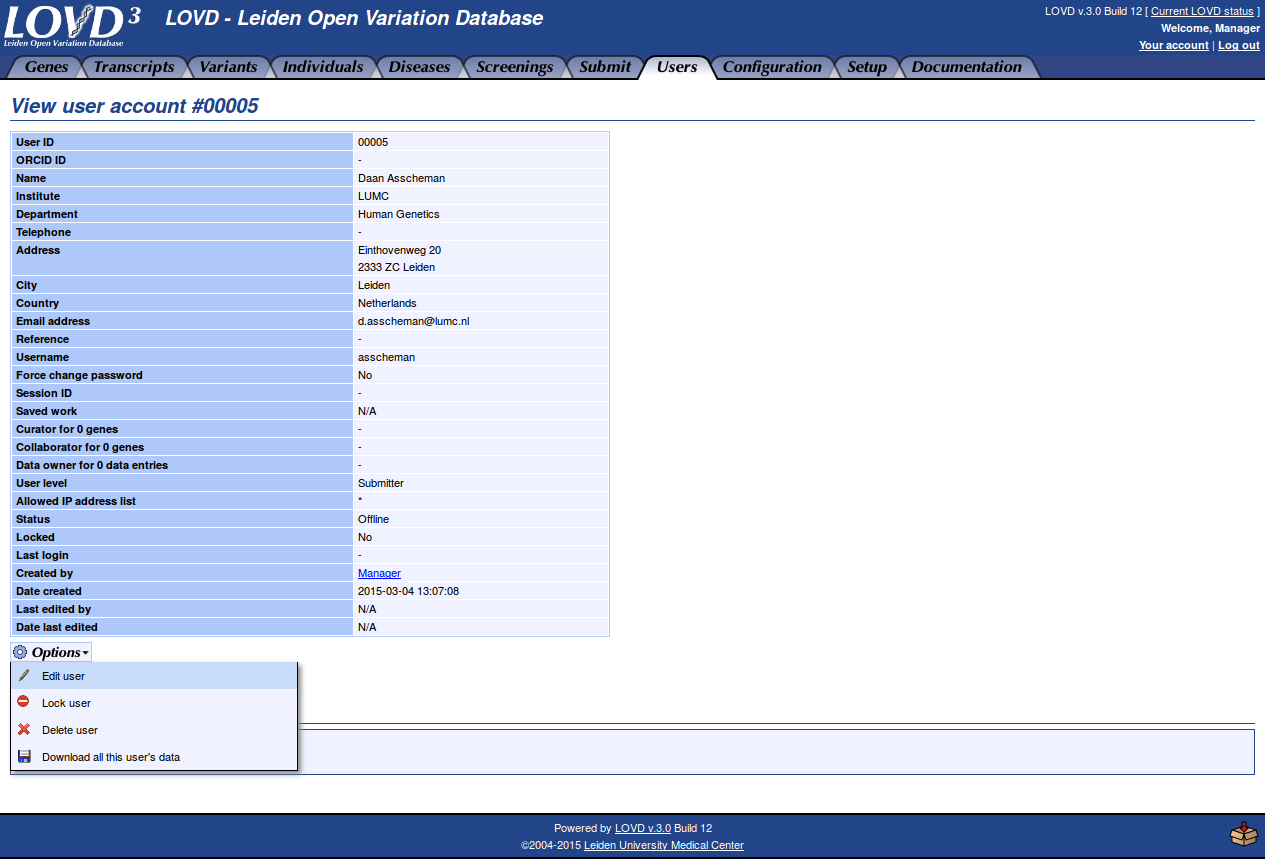 LOVD 3 LOVD - Leiden Open Variation Database LOVD v.3.0 Build 12 [ Current LOVD status ]
Leiden Open Variation Database Welcome, Manager
Your account | Log out
Genes Transcripts Variants Individuals Diseases Screenings Submit Users Configuration Setup Documentation
View user account #00005
User ID 00005
ORCID ID -
Name Daan Asscheman
Institute LUMC
Department Human Genetics
Telephone -
Address Einthovenweg 20
2333 ZC Leiden
City Leiden
Country Netherlands
Email address d.asscheman@lumc.nl
Reference -
Username asscheman
Force change password No
Session ID -
Saved work N/A
Curator for 0 genes -
Collaborator for 0 genes -
Data owner for 0 data entries -
User level Submitter
Allowed IP address list *
Status Offline
Locked No
Last login -
Created by Manager
Date created 2015-03-04 13:07:08
Last edited by N/A
Date last edited N/A
Options
Edit user
Lock user
Delete user
Download all this user's data
Powered by LOVD v.3.0 Build 12
©2004-2015 Leiden University Medical Center